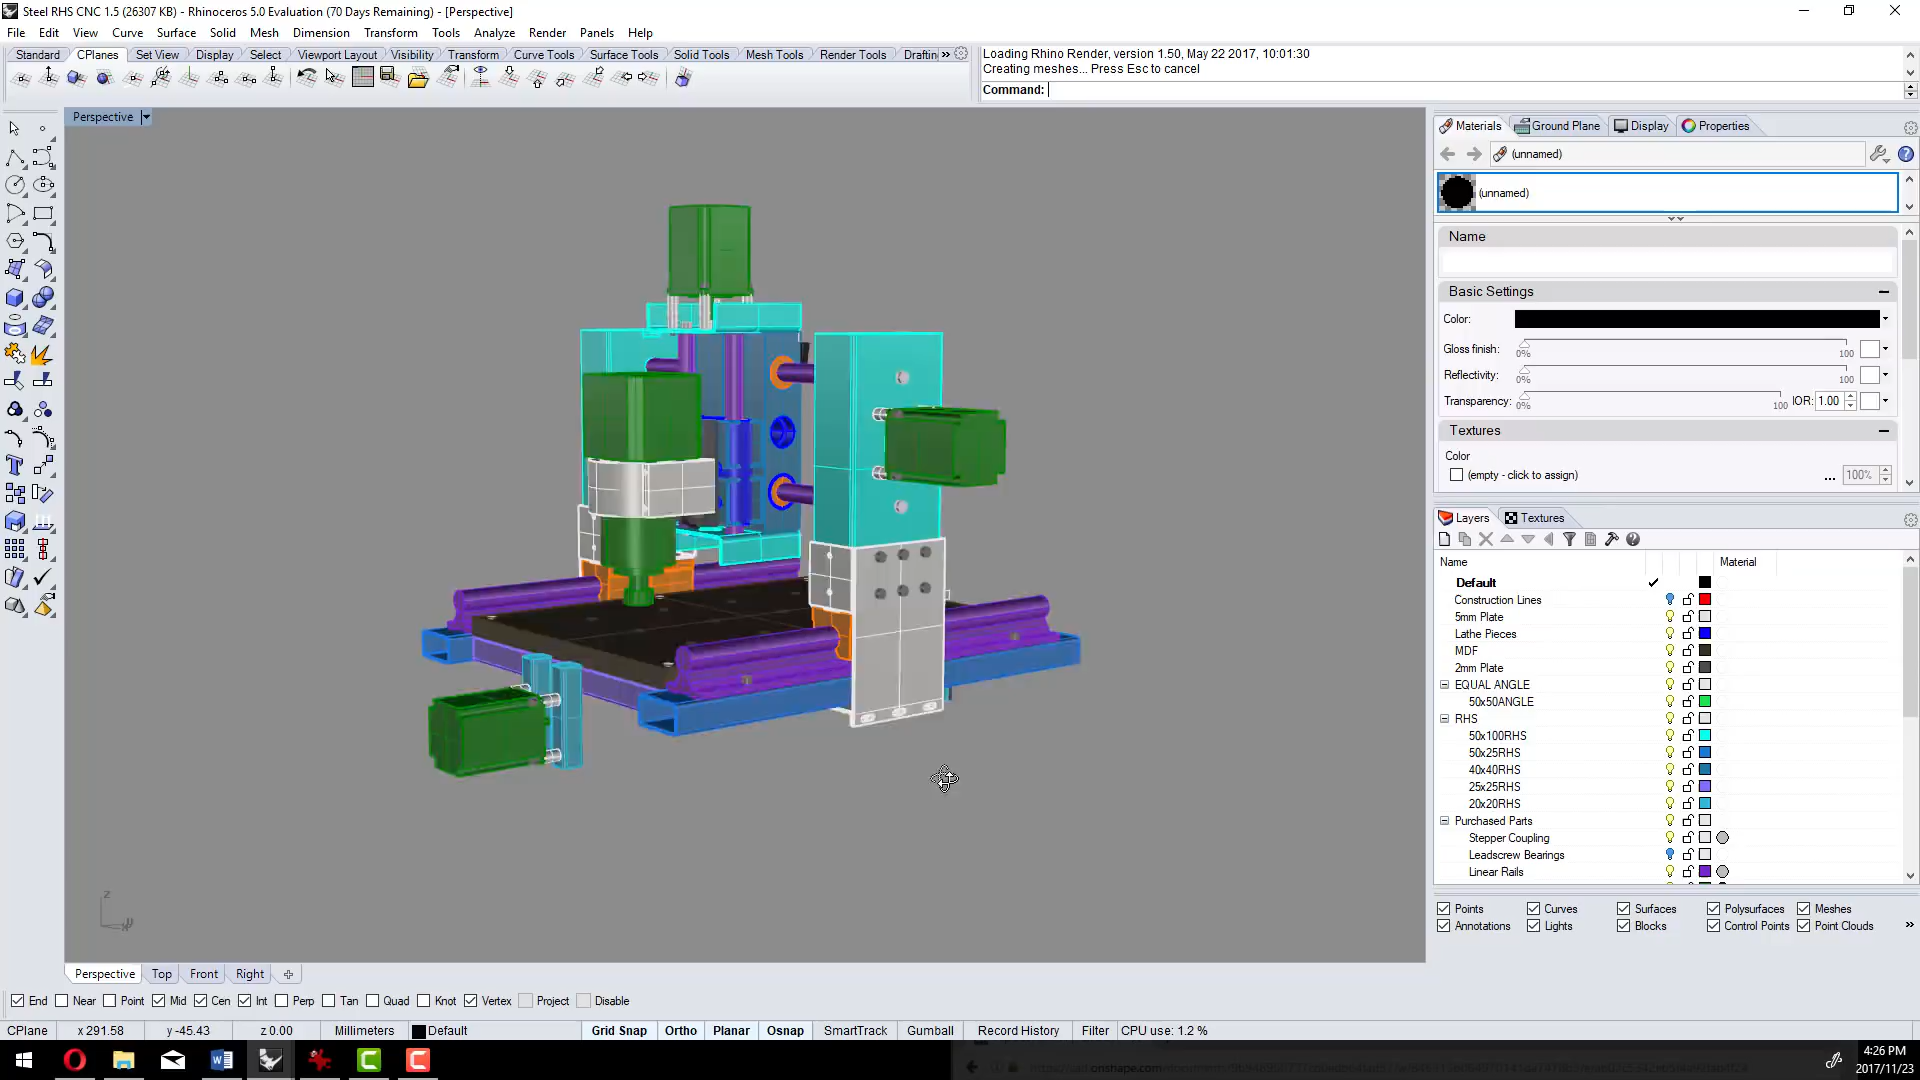 Steel RHS CNC 1.5 (26307 KB) - Rhinoceros 5.0 Evaluation (70 Days Remaining) - [Perspective]
File Edit View Curve Surface Solid Mesh Dimension Transform Tools Analyze Render Panels Help
Standard CPlanes Set View Display Select Viewport Layout Visibility Transform Curve Tools Surface Tools Solid Tools Mesh Tools Render Tools Draftin »
Loading Rhino Render, version 1.50, May 22 2017, 10:01:30
Creating meshes... Press Esc to cancel
Command:
Perspective
Materials Ground Plane Display Properties
(unnamed)
(unnamed)
Name
Basic Settings
Color:
Gloss finish: 0% 100
Reflectivity: 0% 100
Transparency: 0% 100 IOR: 1.00
Textures
Color
(empty - click to assign) ... 100%
Layers Textures
Name Material
Default
Construction Lines
5mm Plate
Lathe Pieces
MDF
2mm Plate
EQUAL ANGLE
50x50ANGLE
RHS
50x100RHS
50x25RHS
40x40RHS
25x25RHS
20x20RHS
Purchased Parts
Stepper Coupling
Leadscrew Bearings
Linear Rails
Points Curves Surfaces Polysurfaces Meshes
Annotations Lights Blocks Control Points Point Clouds »
z
Perspective Top Front Right
End Near Point Mid Cen Int Perp Tan Quad Knot Vertex Project Disable
CPlane x 291.58 y -45.43 z 0.00 Millimeters Default Grid Snap Ortho Planar Osnap SmartTrack Gumball Record History Filter CPU use: 1.2 %
4:26 PM
2017/11/23